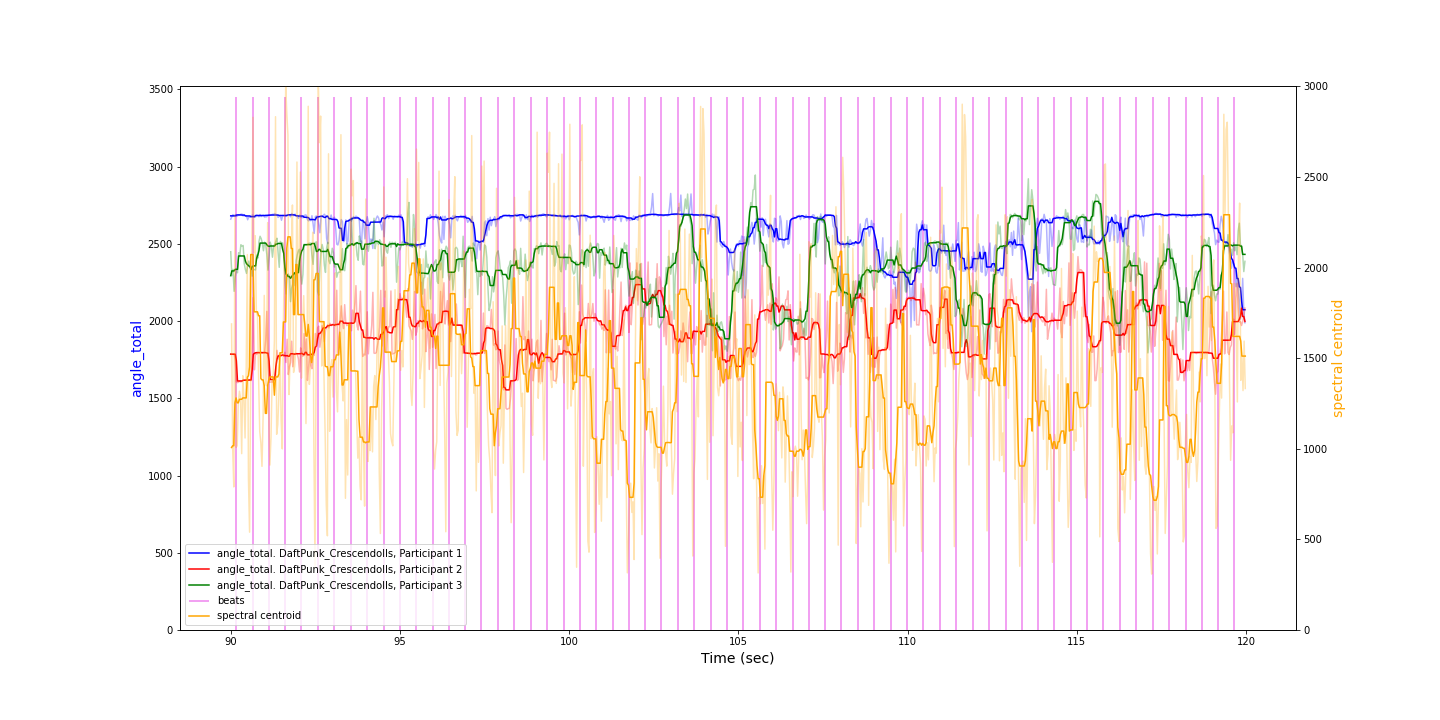 3500
3000
2500
2000
1500
1000
500
0
angle_total
3000
2500
2000
1500
1000
500
0
spectral centroid
angle_total. DaftPunk_Crescendolls, Participant 1
angle_total. DaftPunk_Crescendolls, Participant 2
angle_total. DaftPunk_Crescendolls, Participant 3
beats
spectral centroid
90 95 100 105 110 115 120
Time (sec)